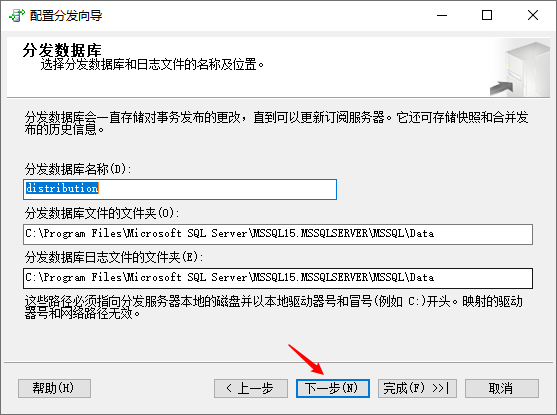 配置分发向导
分发数据库
选择分发数据库和日志文件的名称及位置。
分发数据库会一直存储对事务发布的更改，直到可以更新订阅服务器。它还可存储快照和合并发
布的历史信息。
分发数据库名称(D):
distribution
分发数据库文件的文件夹(O):
C:\Program Files\Microsoft SQL Server\MSSQL15.MSSQLSERVER\MSSQL\Data
分发数据库日志文件的文件夹(E):
C:\Program Files\Microsoft SQL Server\MSSQL15.MSSQLSERVER\MSSQL\Data
这些路径必须指向分发服务器本地的磁盘并以本地驱动器号和冒号(例如 C:)开头。映射的驱动
器号和网络路径无效。
帮助(H) < 上一步 下一步(N) 完成(F) >>| 取消